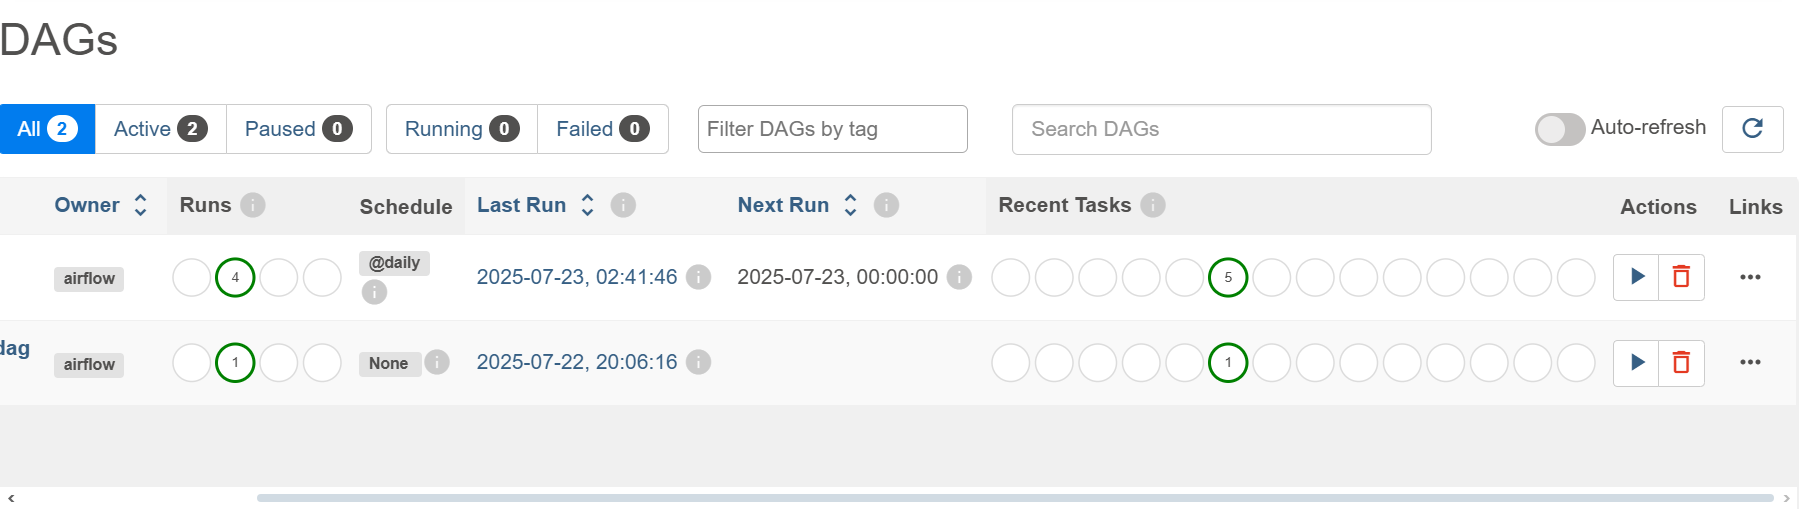 DAGs
All 2 Active 2 Paused 0 Running 0 Failed 0 Filter DAGs by tag Search DAGs Auto-refresh
Owner Runs i Schedule Last Run i Next Run i Recent Tasks i Actions Links
airflow 4 @daily i 2025-07-23, 02:41:46 i 2025-07-23, 00:00:00 i 5
dag airflow 1 None i 2025-07-22, 20:06:16 i 1